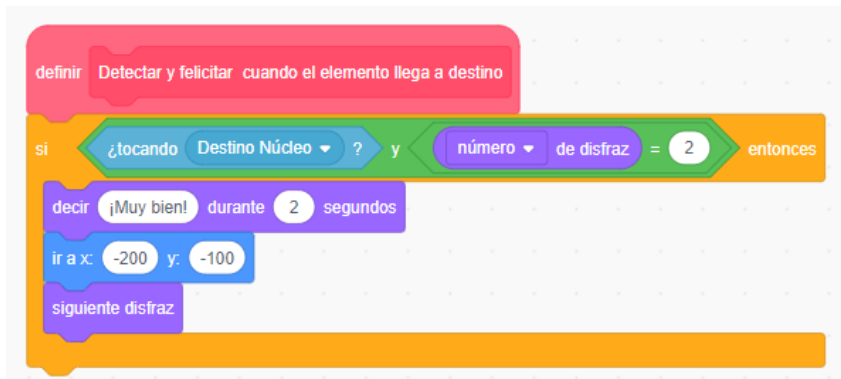 definir Detectar y felicitar cuando el elemento llega a destino
si ¿tocando Destino Núcleo ? y número de disfraz = 2 entonces
decir ¡Muy bien! durante 2 segundos
ir a x: -200 y: -100
siguiente disfraz